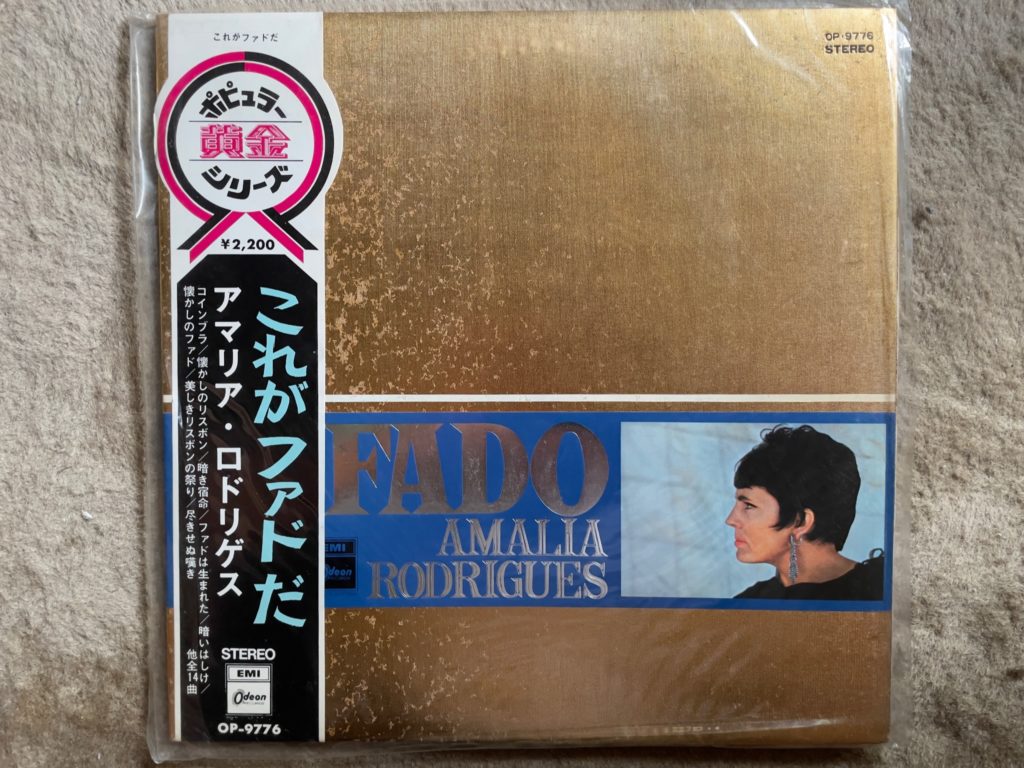 これがファドだ
ポピュラー
黄金
シリーズ
¥2,200
これがファドだ
アマリア・ロドリゲス
コインブラ/懐かしのリスボン/暗き宿命/ファドは生まれた/暗いはしけ/
懐かしのファド/美しきリスボンの祭り/尽きせぬ嘆き
他全14曲
STEREO
EMI
Odeon
OP-9776
OP-9776
STEREO
FADO
AMALIA
RODRIGUES
EMI
Odeon